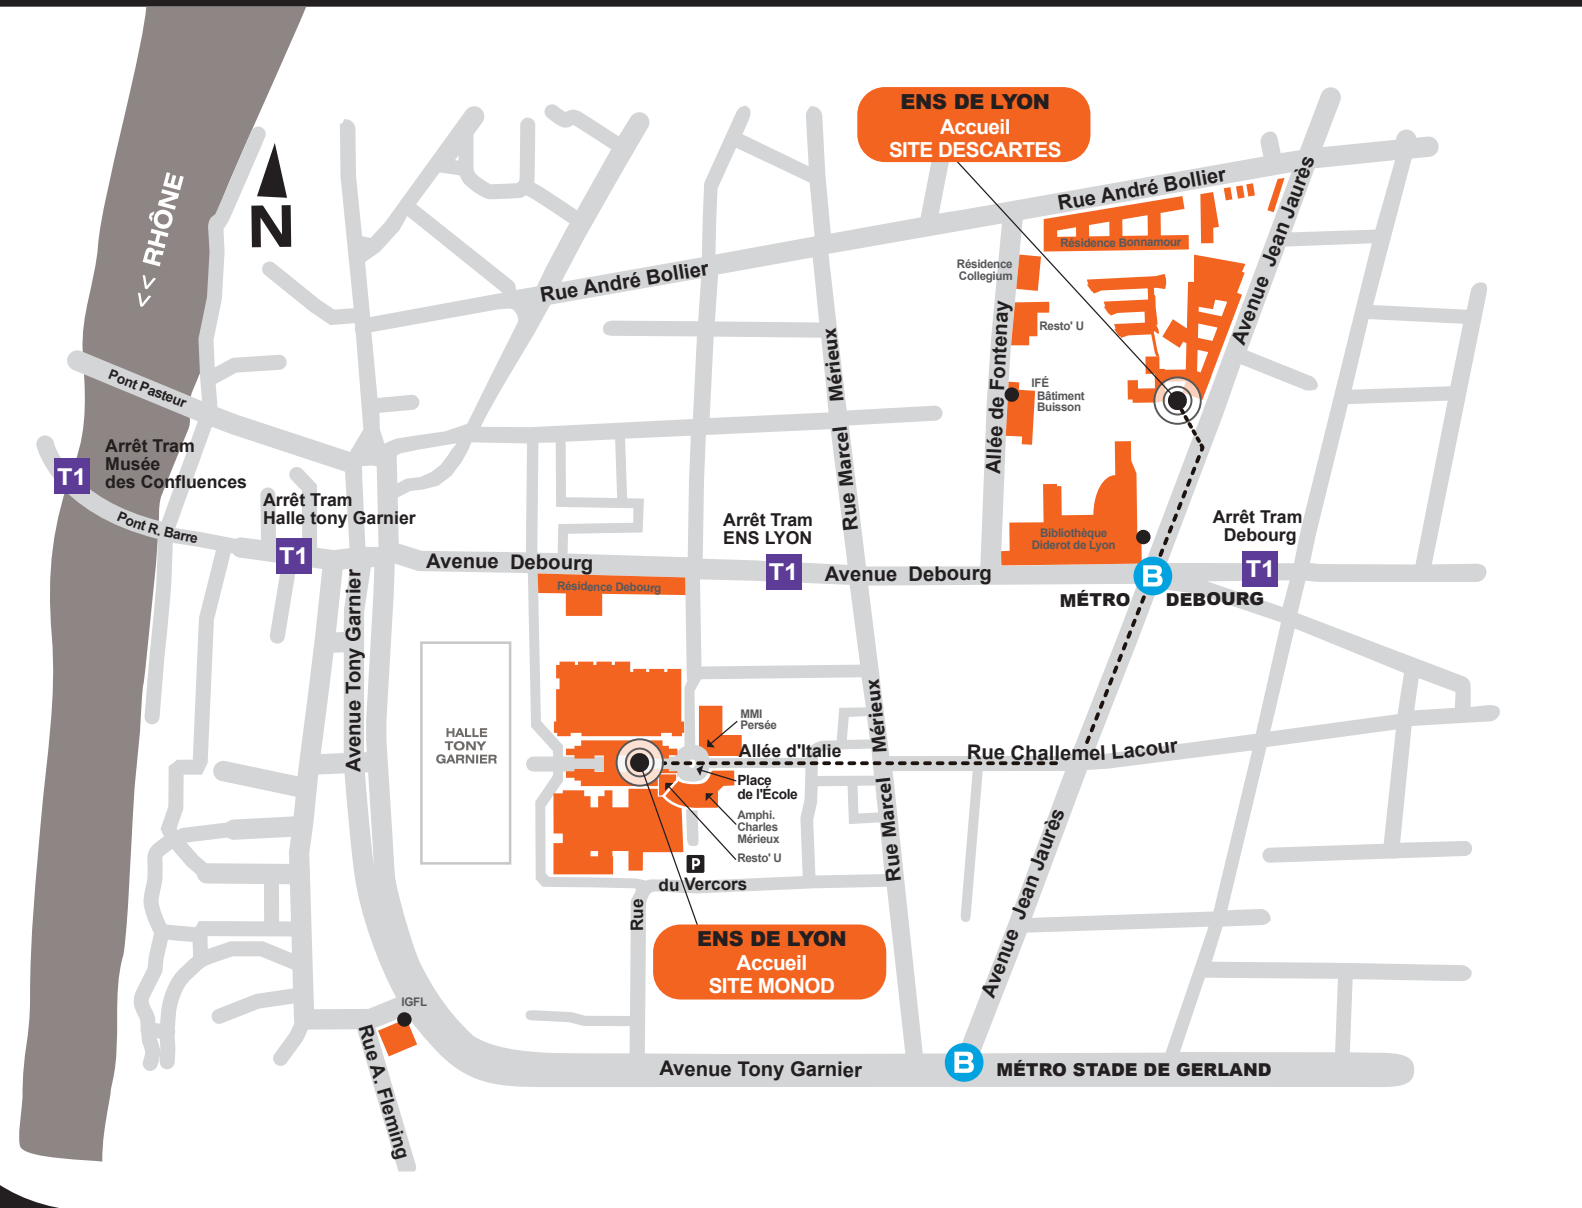 ENS DE LYON
Accueil
SITE DESCARTES
<< RHÔNE
N
Rue André Bollier
Rue André Bollier
Avenue Jean Jaurès
Résidence Bonnamour
Résidence
Collegium
Resto' U
Allée de Fontenay
IFÉ
Bâtiment
Buisson
Rue Marcel Mérieux
Pont Pasteur
Arrêt Tram
Musée
des Confluences
T1
Pont R. Barre
Arrêt Tram
Halle tony Garnier
T1
Arrêt Tram
ENS LYON
T1
Bibliothèque
Diderot de Lyon
Arrêt Tram
Debourg
T1
Avenue Debourg
Avenue Debourg
B
MÉTRO DEBOURG
Résidence Debourg
Avenue Tony Garnier
HALLE
TONY
GARNIER
MMI
Persée
Allée d'Italie
Rue Challemel Lacour
Place
de l'École
Amphi.
Charles
Mérieux
Resto' U
P
Rue du Vercors
Rue Marcel Mérieux
Avenue Jean Jaurès
ENS DE LYON
Accueil
SITE MONOD
IGFL
Rue A. Fleming
Avenue Tony Garnier
B
MÉTRO STADE DE GERLAND